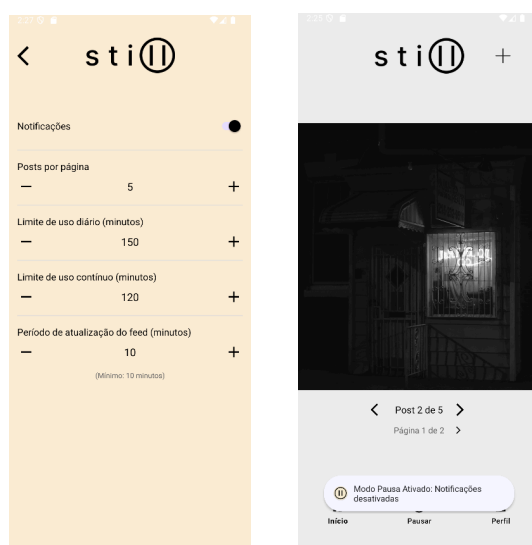 still
Notificações
Posts por página
5
Limite de uso diário (minutos)
150
Limite de uso contínuo (minutos)
120
Período de atualização do feed (minutos)
10
(Mínimo: 10 minutos)
still
Post 2 de 5
Página 1 de 2
Modo Pausa Ativado: Notificações
desativadas
Início Pausar Perfil